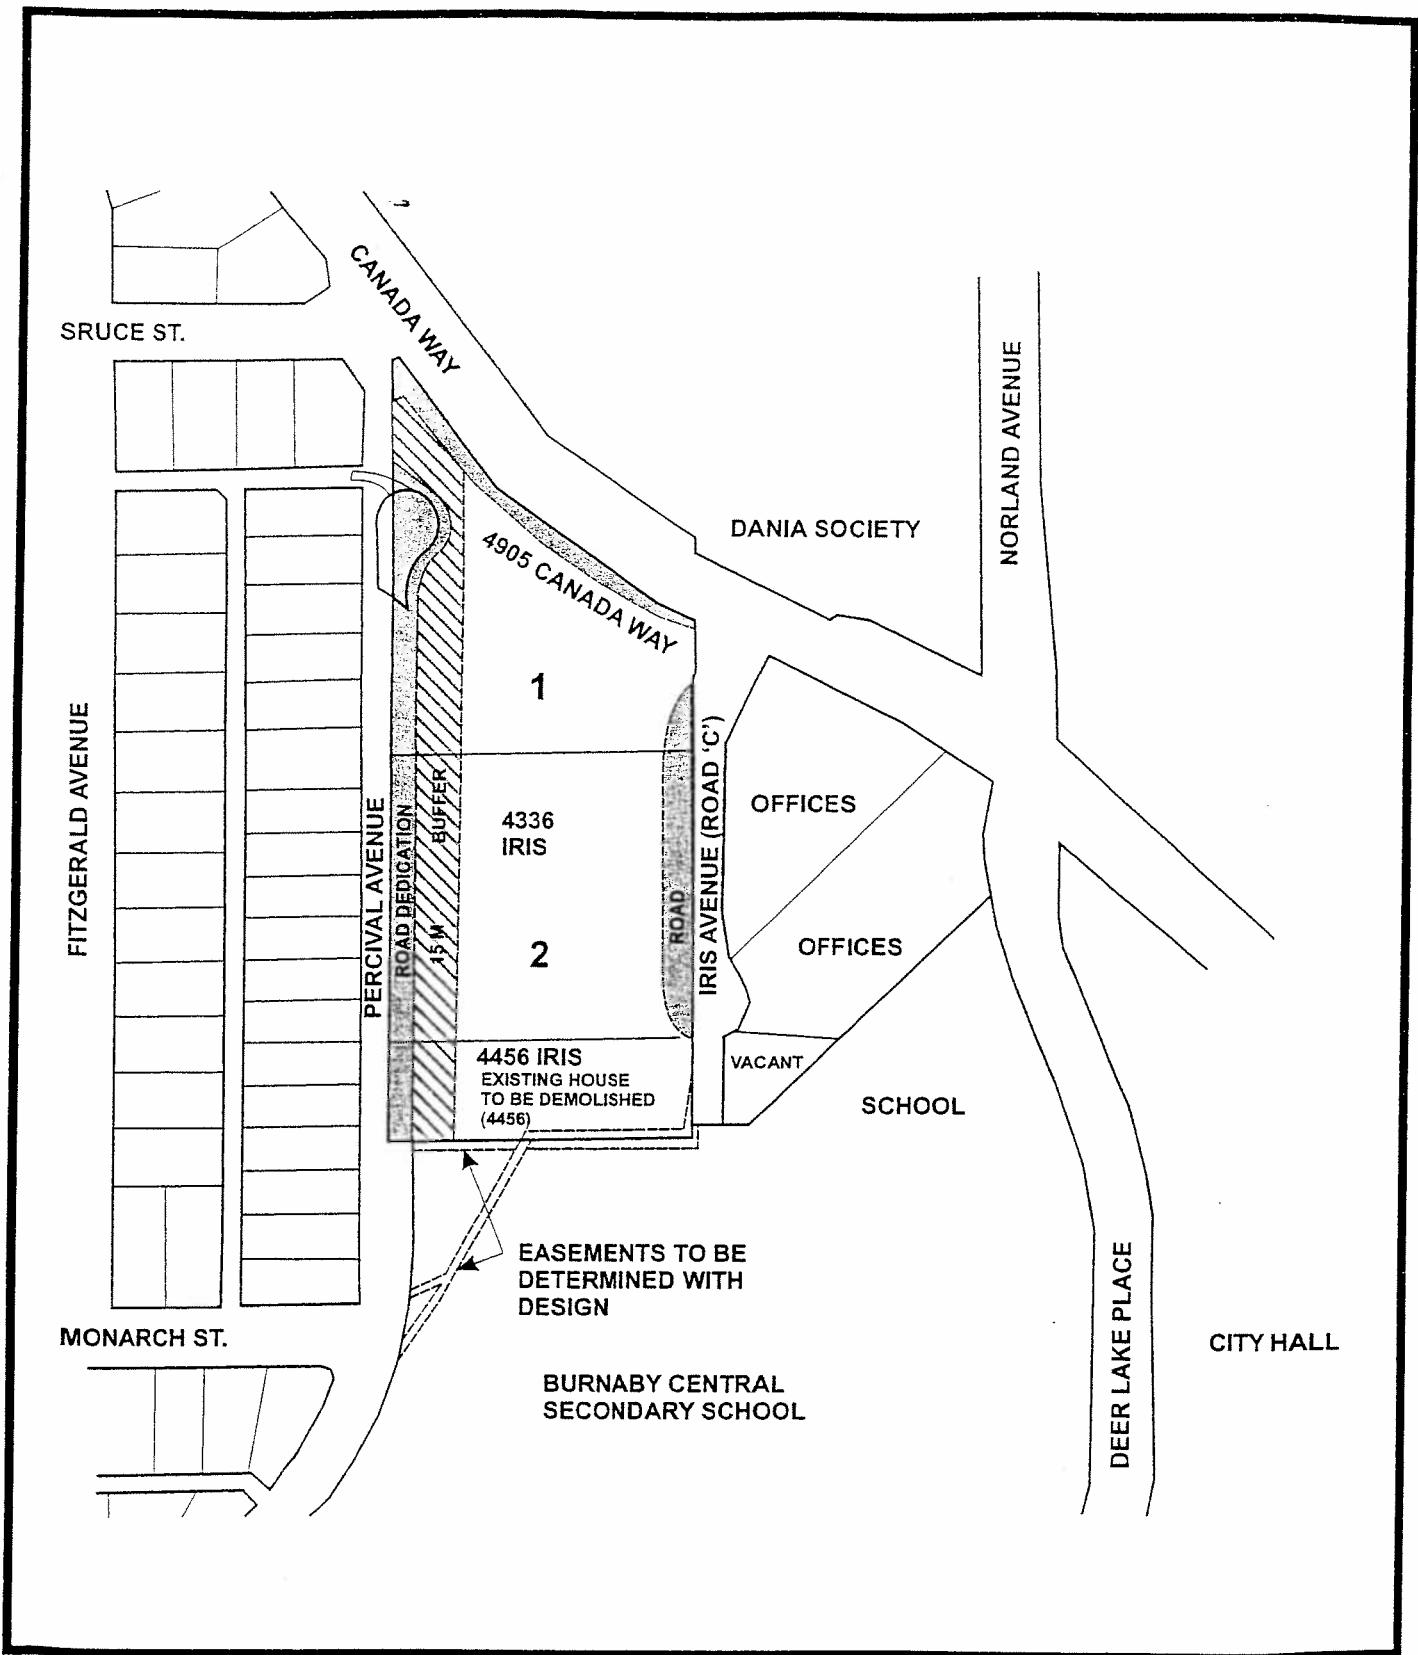 CANADA WAY
SRUCE ST.
NORLAND AVENUE
DANIA SOCIETY
4905 CANADA WAY
1
FITZGERALD AVENUE
PERCIVAL AVENUE
ROAD DEDICATION
15 M BUFFER
4336
IRIS
2
ROAD
IRIS AVENUE (ROAD 'C')
OFFICES
OFFICES
4456 IRIS
EXISTING HOUSE
TO BE DEMOLISHED
(4456)
VACANT
SCHOOL
EASEMENTS TO BE
DETERMINED WITH
DESIGN
MONARCH ST.
BURNABY CENTRAL
SECONDARY SCHOOL
DEER LAKE PLACE
CITY HALL